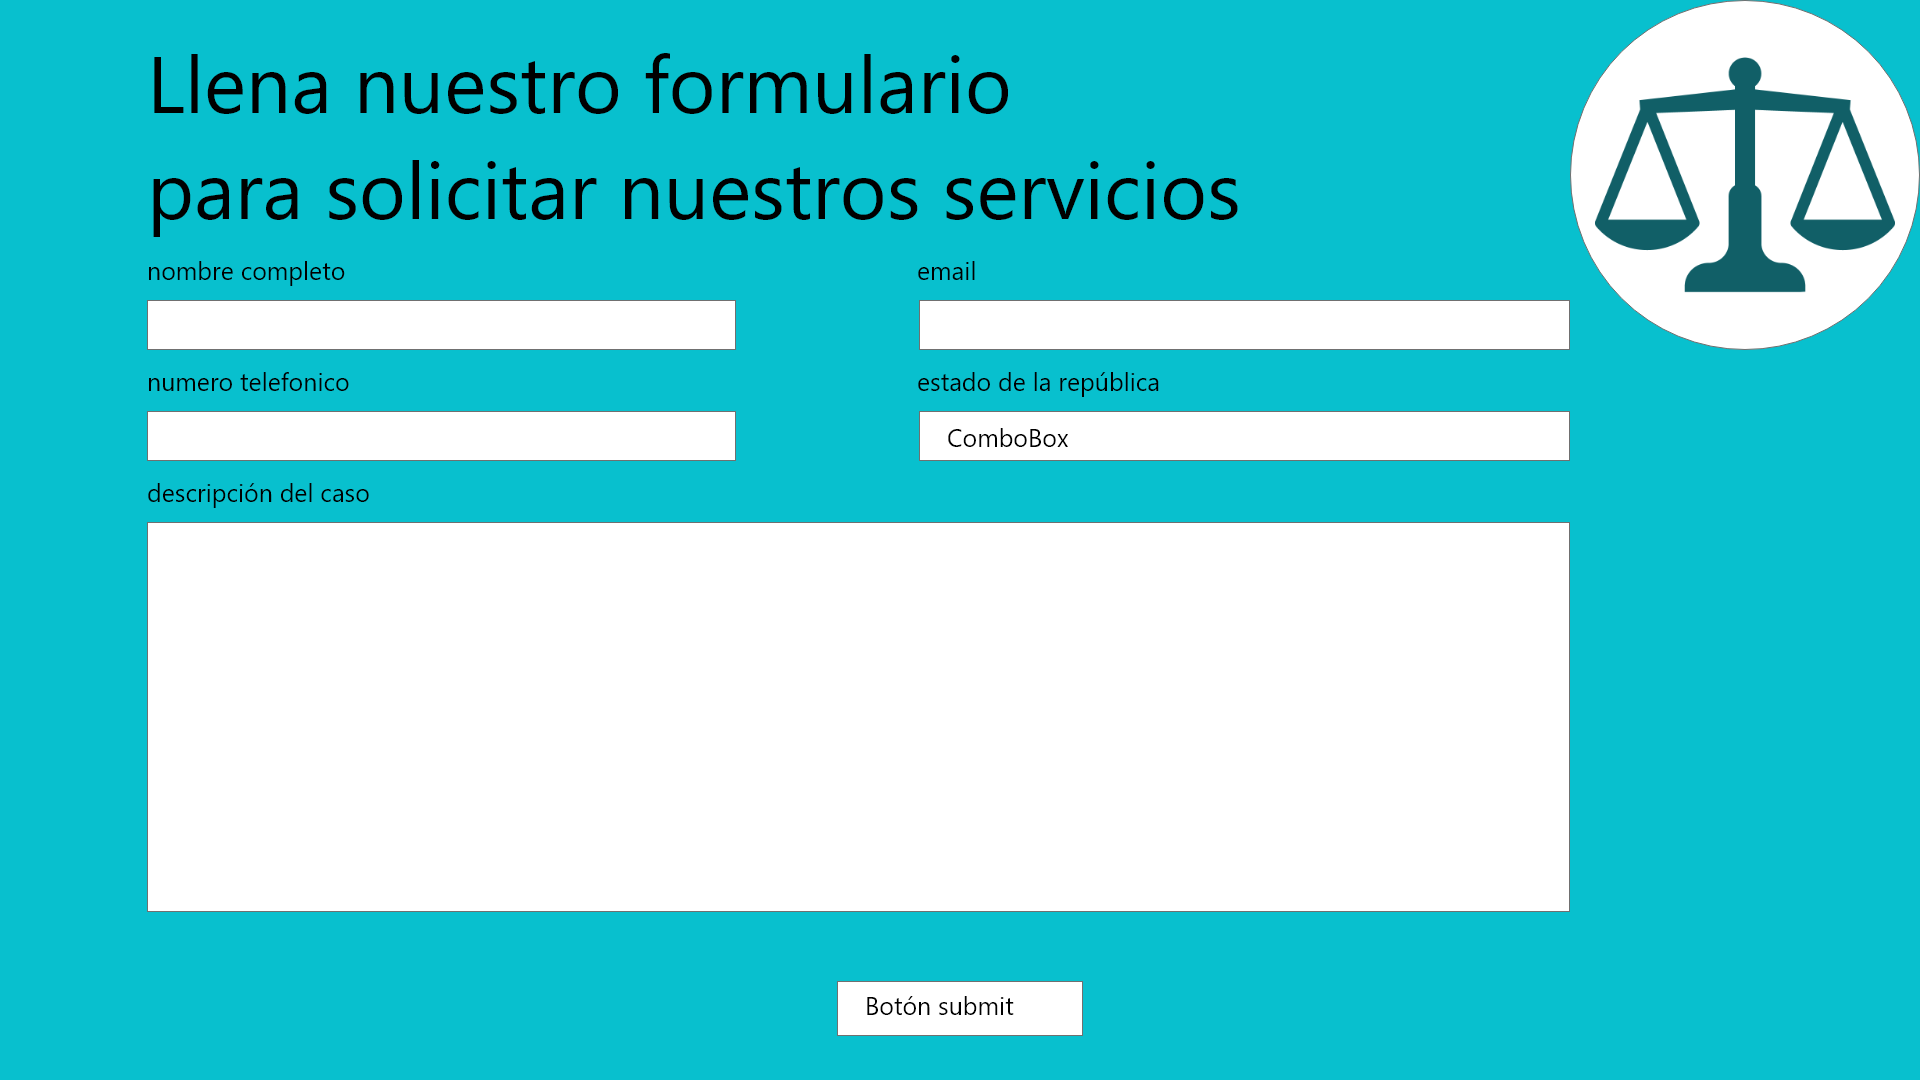 Llena nuestro formulario
para solicitar nuestros servicios
nombre completo
email
numero telefonico
estado de la república
ComboBox
descripción del caso
Botón submit